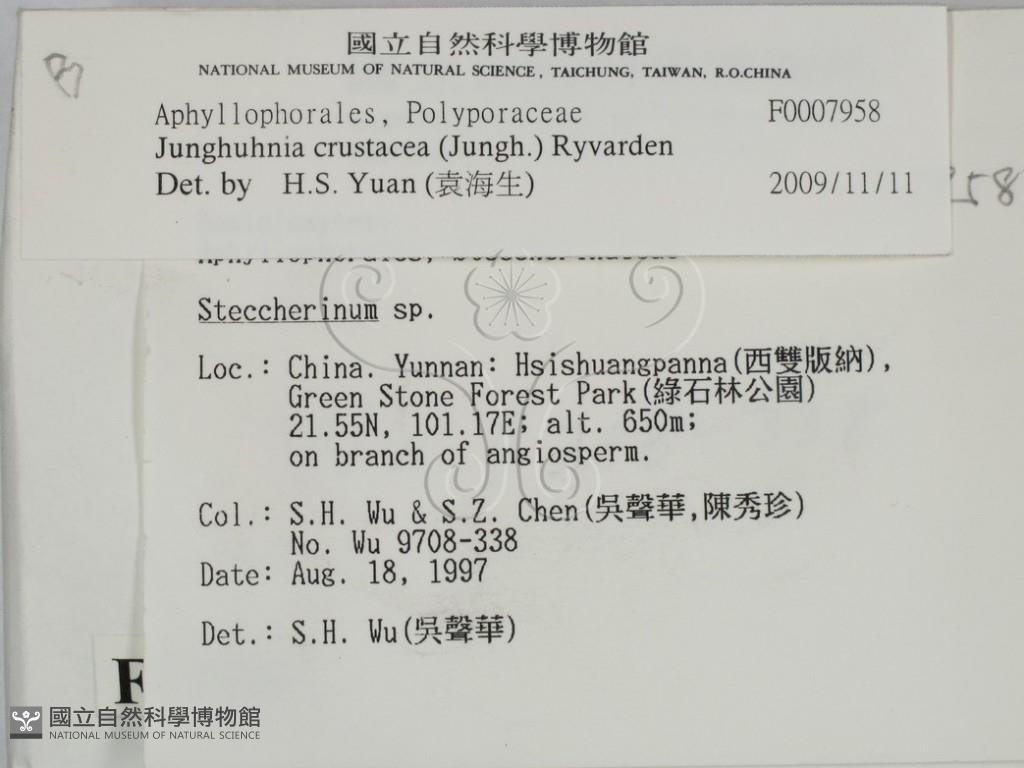 國立自然科學博物館
NATIONAL MUSEUM OF NATURAL SCIENCE, TAICHUNG, TAIWAN, R.O.CHINA
Aphyllophorales, Polyporaceae F0007958
Junghuhnia crustacea (Jungh.) Ryvarden
Det. by H.S. Yuan (袁海生) 2009/11/11
58
Aphyllophorales,
Steccherinum sp.
Loc.: China. Yunnan: Hsishuangpanna(西雙版納),
Green Stone Forest Park(綠石林公園)
21.55N, 101.17E; alt. 650m;
on branch of angiosperm.
Col.: S.H. Wu & S.Z. Chen(吳聲華,陳秀珍)
No. Wu 9708-338
Date: Aug. 18, 1997
Det.: S.H. Wu(吳聲華)
F
國立自然科學博物館
NATIONAL MUSEUM OF NATURAL SCIENCE